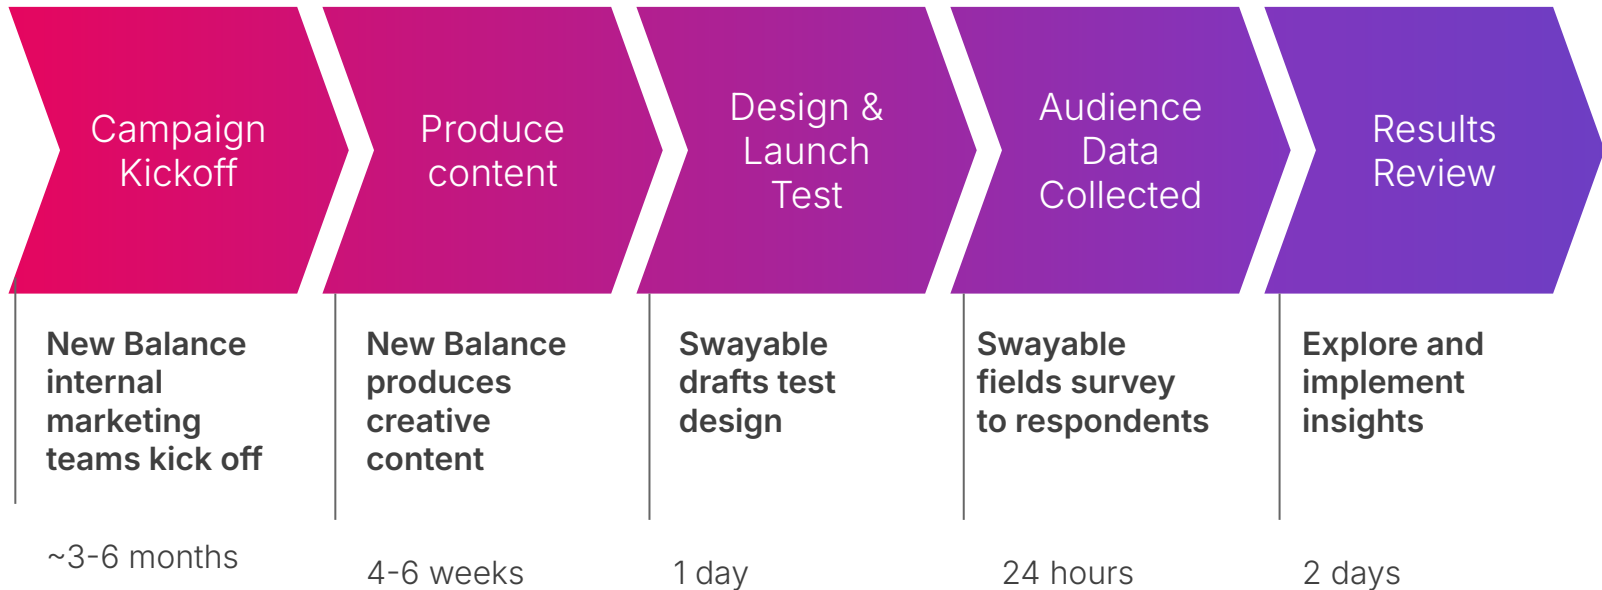 Campaign
Kickoff
Produce
content
Design &
Launch
Test
Audience
Data
Collected
Results
Review
New Balance
internal
marketing
teams kick off
New Balance
produces
creative
content
Swayable
drafts test
design
Swayable
fields survey
to respondents
Explore and
implement
insights
~3-6 months
4-6 weeks
1 day
24 hours
2 days